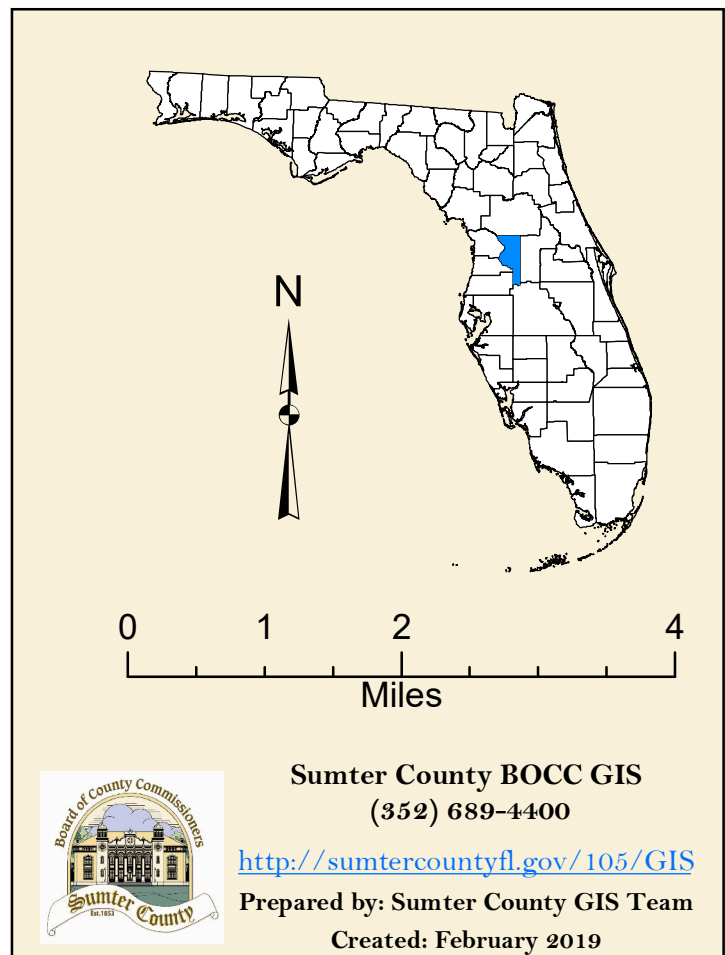 N
0 1 2 4
Miles
Board of County Commissioners
Sumter County
Est.1853
Sumter County BOCC GIS
(352) 689-4400
http://sumtercountyfl.gov/105/GIS
Prepared by: Sumter County GIS Team
Created: February 2019